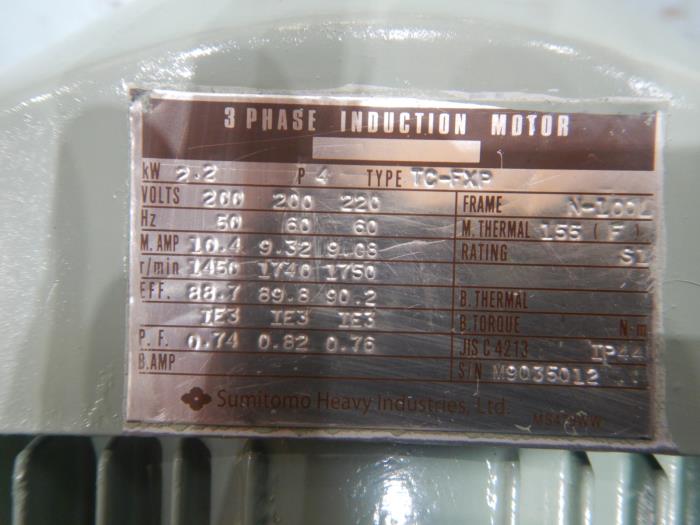 3 PHASE INDUCTION MOTOR
kW 2.2 P 4 TYPE TC-FXP
VOLTS 200 200 220 FRAME N-100L
Hz 50 60 60 M. THERMAL 155 ( F )
M. AMP 10.4 9.32 9.08 RATING S1
r/min 1450 1740 1750
EFF. 88.7 89.8 90.2 B. THERMAL
IE3 IE3 IE3 B. TORQUE N-m
P. F. 0.74 0.82 0.76 JIS C 4213 IP44
B.AMP S/N M9035012
Sumitomo Heavy Industries, Ltd.